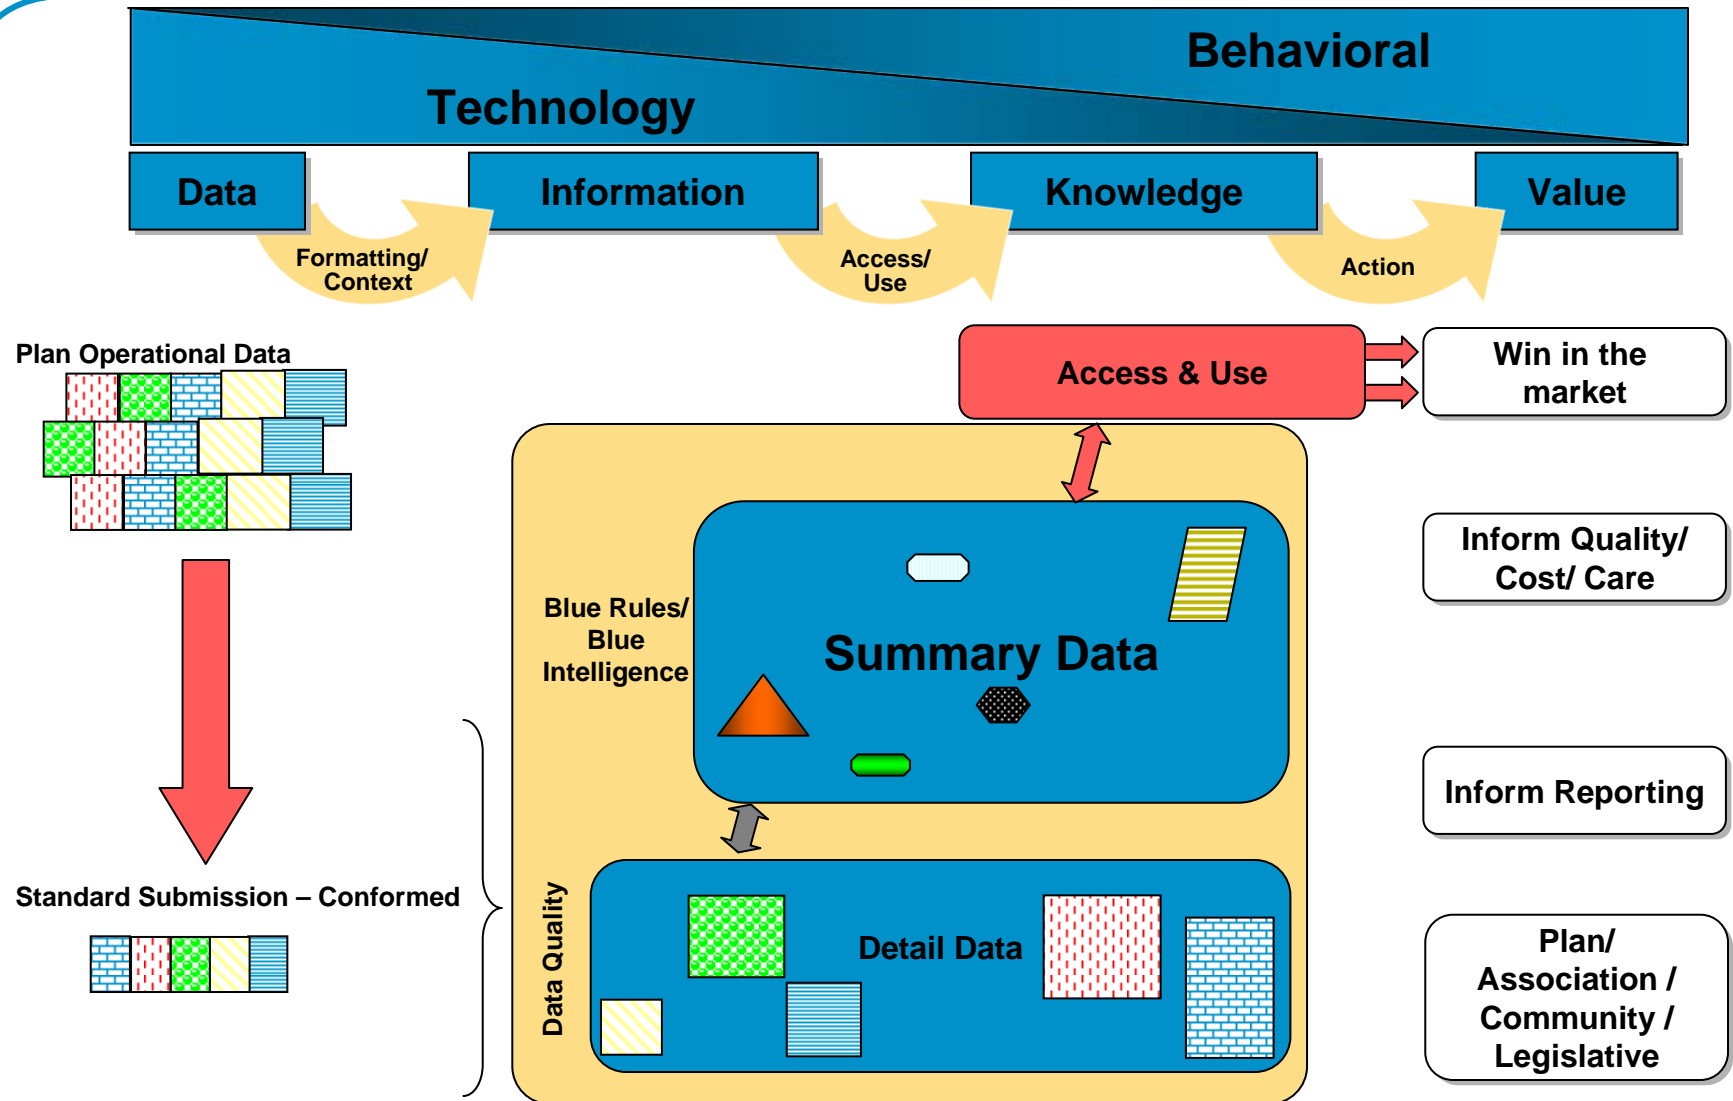 Behavioral
Technology
Data
Information
Knowledge
Value
Formatting/
Context
Access/
Use
Action
Plan Operational Data
Access & Use
Win in the
market
Inform Quality/
Cost/ Care
Blue Rules/
Blue
Intelligence
Summary Data
Inform Reporting
Standard Submission – Conformed
Data Quality
Detail Data
Plan/
Association /
Community /
Legislative